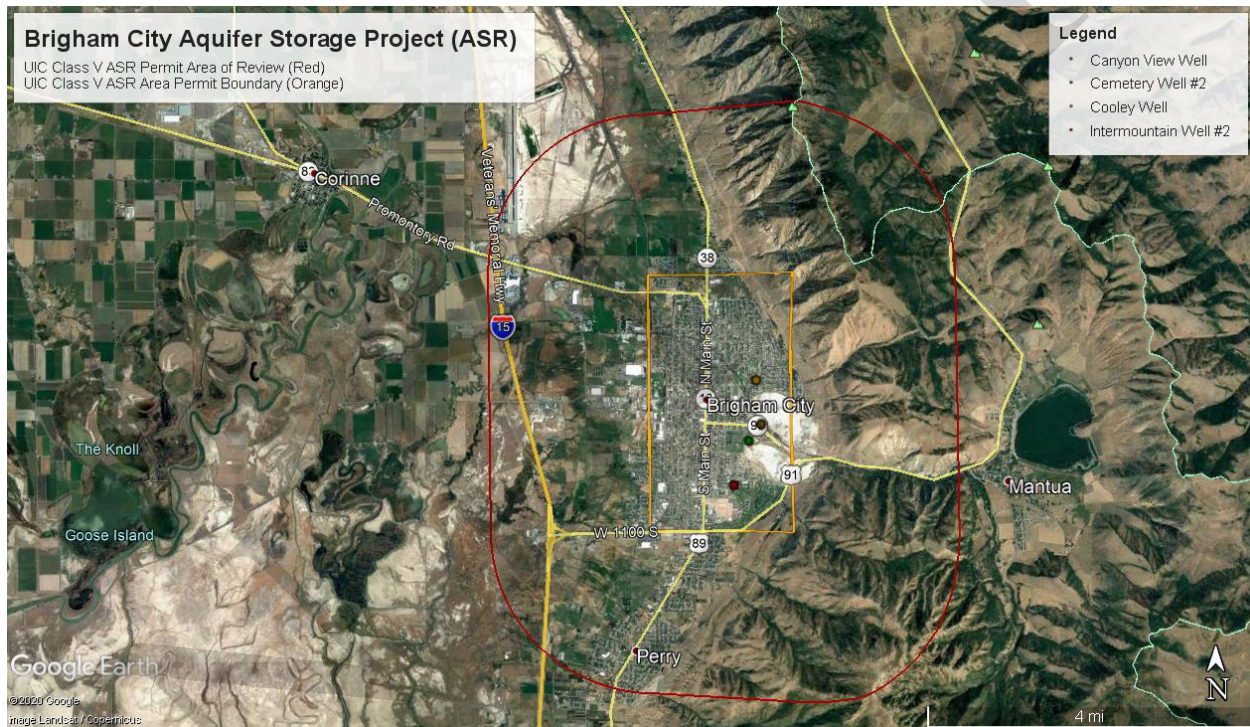 Brigham City Aquifer Storage Project (ASR)
UIC Class V ASR Permit Area of Review (Red)
UIC Class V ASR Area Permit Boundary (Orange)
Legend
Canyon View Well
Cemetery Well #2
Cooley Well
Intermountain Well #2
Corinne
Promontory Rd
Veterans Memorial Hwy
38
15
N Main St
Brigham City
S Main St
91
The Knoll
Mantua
Goose Island
W 1100 S
89
Perry
Google Earth
©2020 Google
Image Landsat / Copernicus
4 mi
N